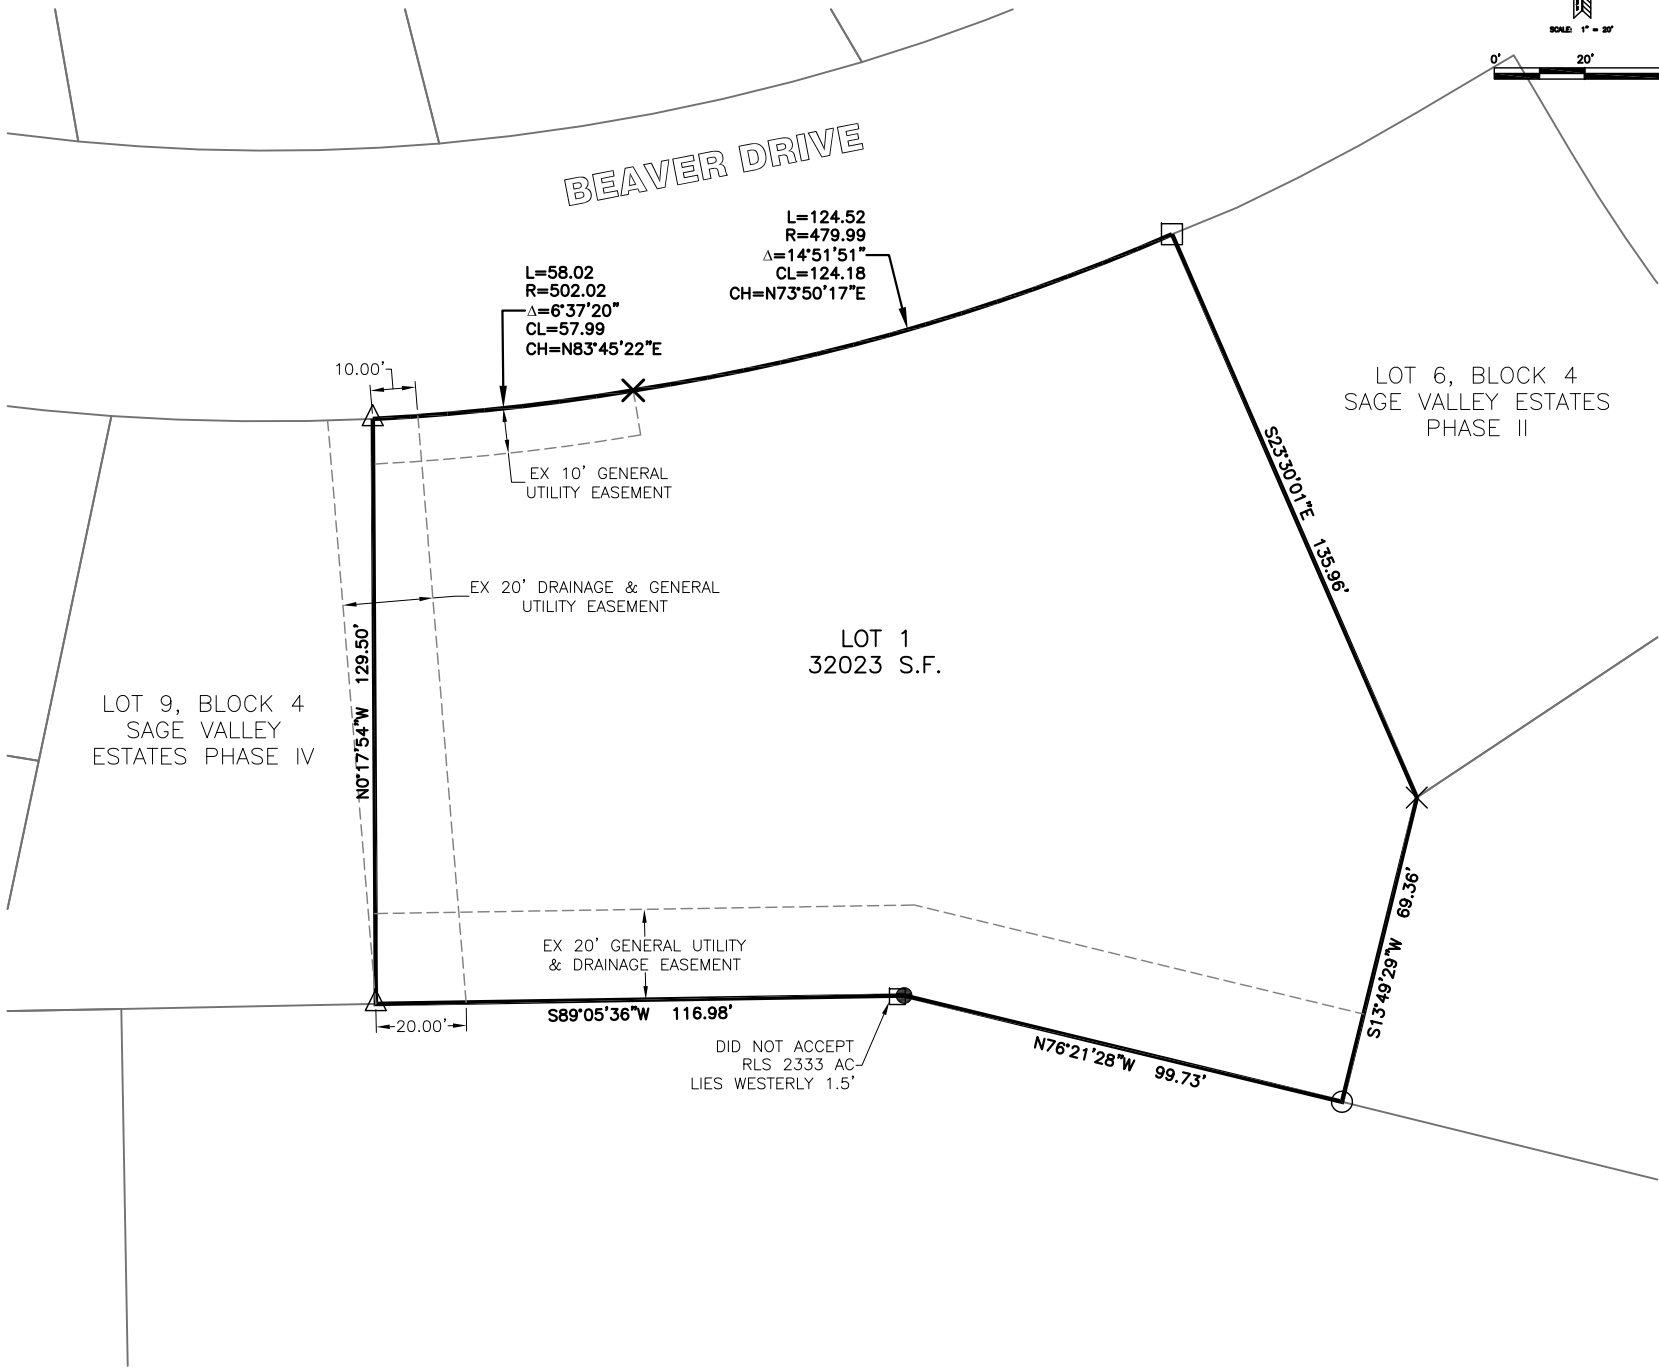 SCALE: 1" = 20'
0'
20'
BEAVER DRIVE
L=124.52
R=479.99
Δ=14°51'51"
CL=124.18
CH=N73°50'17"E
L=58.02
R=502.02
Δ=6°37'20"
CL=57.99
CH=N83°45'22"E
10.00'
LOT 6, BLOCK 4
SAGE VALLEY ESTATES
PHASE II
EX 10' GENERAL
UTILITY EASEMENT
S23°30'01"E 135.96'
EX 20' DRAINAGE & GENERAL
UTILITY EASEMENT
LOT 1
32023 S.F.
N0°17'54"W 129.50'
LOT 9, BLOCK 4
SAGE VALLEY
ESTATES PHASE IV
S13°49'29"W 69.36'
EX 20' GENERAL UTILITY
& DRAINAGE EASEMENT
S89°05'36"W 116.98'
20.00'
DID NOT ACCEPT
RLS 2333 AC
LIES WESTERLY 1.5'
N76°21'28"W 99.73'